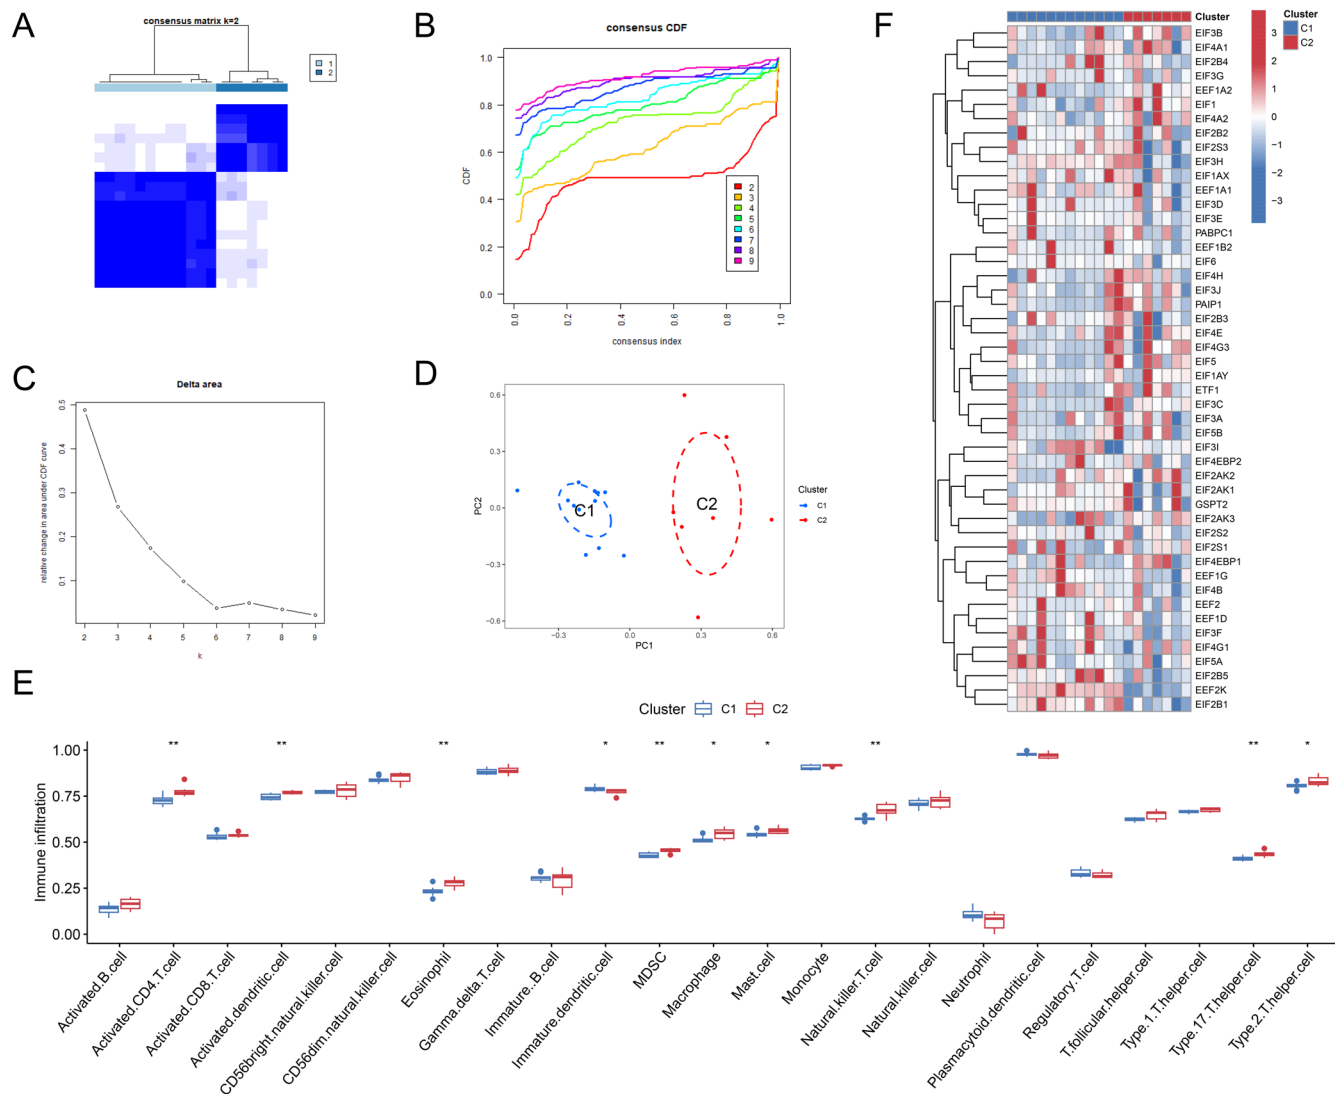 A
consensus matrix k=2
1
2
B
consensus CDF
CDF
1.0
0.8
0.6
0.4
0.2
0.0
0.0
0.2
0.4
0.6
0.8
1.0
consensus index
2
3
4
5
6
7
8
9
C
Delta area
relative change in area under CDF curve
0.5
0.4
0.3
0.2
0.1
2
3
4
5
6
7
8
9
k
D
PC2
0.6
0.3
0.0
−0.3
−0.6
−0.3
0.0
0.3
0.6
PC1
C1
C2
Cluster
C1
C2
F
Cluster
EIF3B
EIF4A1
EIF2B4
EIF3G
EEF1A2
EIF1
EIF4A2
EIF2B2
EIF2S3
EIF3H
EIF1AX
EEF1A1
EIF3D
EIF3E
PABPC1
EEF1B2
EIF6
EIF4H
EIF3J
PAIP1
EIF2B3
EIF4E
EIF4G3
EIF5
EIF1AY
ETF1
EIF3C
EIF3A
EIF5B
EIF3I
EIF4EBP2
EIF2AK2
EIF2AK1
GSPT2
EIF2AK3
EIF2S2
EIF2S1
EIF4EBP1
EEF1G
EIF4B
EEF2
EEF1D
EIF3F
EIF4G1
EIF5A
EIF2B5
EEF2K
EIF2B1
3
2
1
0
−1
−2
−3
Cluster
C1
C2
E
Cluster C1 C2
Immune infiltration
1.00
0.75
0.50
0.25
0.00
** ** ** * ** * * ** ** *
Activated.B.cell
Activated.CD4.T.cell
Activated.CD8.T.cell
Activated.dendritic.cell
CD56bright.natural.killer.cell
CD56dim.natural.killer.cell
Eosinophil
Gamma.delta.T.cell
Immature..B.cell
Immature.dendritic.cell
MDSC
Macrophage
Mast.cell
Monocyte
Natural.killer.T.cell
Natural.killer.cell
Neutrophil
Plasmacytoid.dendritic.cell
Regulatory.T.cell
T.follicular.helper.cell
Type.1.T.helper.cell
Type.17.T.helper.cell
Type.2.T.helper.cell